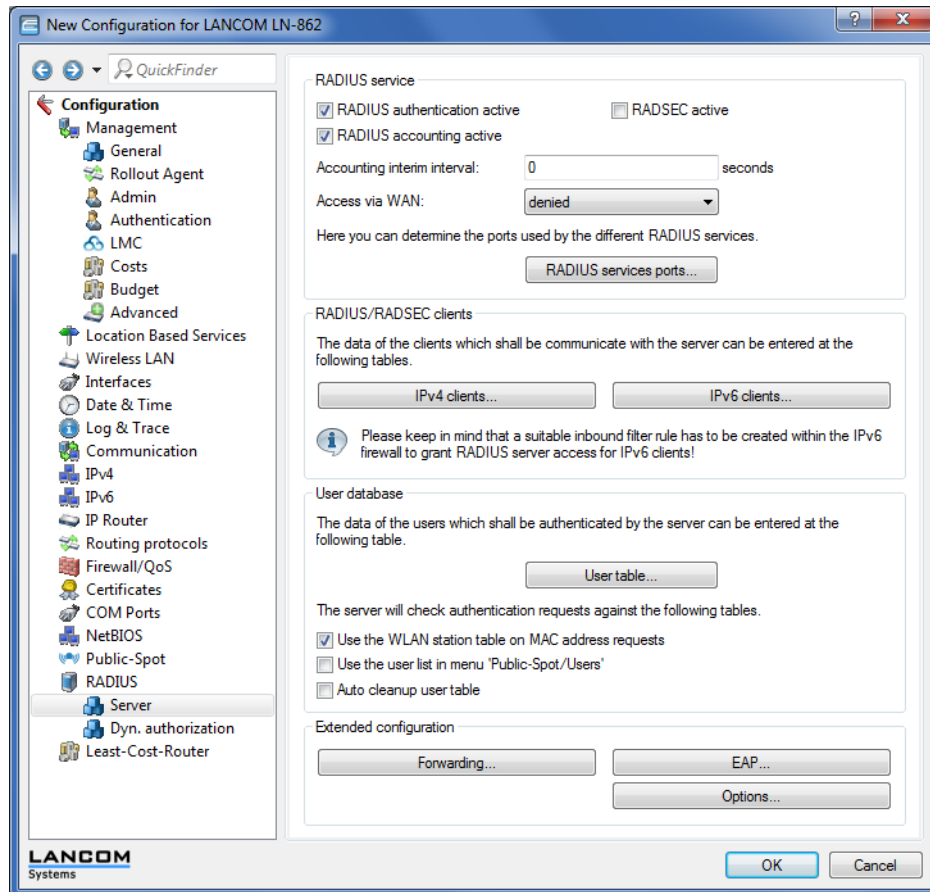 New Configuration for LANCOM LN-862
QuickFinder
Configuration
Management
General
Rollout Agent
Admin
Authentication
LMC
Costs
Budget
Advanced
Location Based Services
Wireless LAN
Interfaces
Date & Time
Log & Trace
Communication
IPv4
IPv6
IP Router
Routing protocols
Firewall/QoS
Certificates
COM Ports
NetBIOS
Public-Spot
RADIUS
Server
Dyn. authorization
Least-Cost-Router
LANCOM
Systems
RADIUS service
RADIUS authentication active
RADSEC active
RADIUS accounting active
Accounting interim interval: 0 seconds
Access via WAN: denied
Here you can determine the ports used by the different RADIUS services.
RADIUS services ports...
RADIUS/RADSEC clients
The data of the clients which shall be communicate with the server can be entered at the
following tables.
IPv4 clients...
IPv6 clients...
Please keep in mind that a suitable inbound filter rule has to be created within the IPv6
firewall to grant RADIUS server access for IPv6 clients!
User database
The data of the users which shall be authenticated by the server can be entered at the
following table.
User table...
The server will check authentication requests against the following tables.
Use the WLAN station table on MAC address requests
Use the user list in menu 'Public-Spot/Users'
Auto cleanup user table
Extended configuration
Forwarding...
EAP...
Options...
OK
Cancel